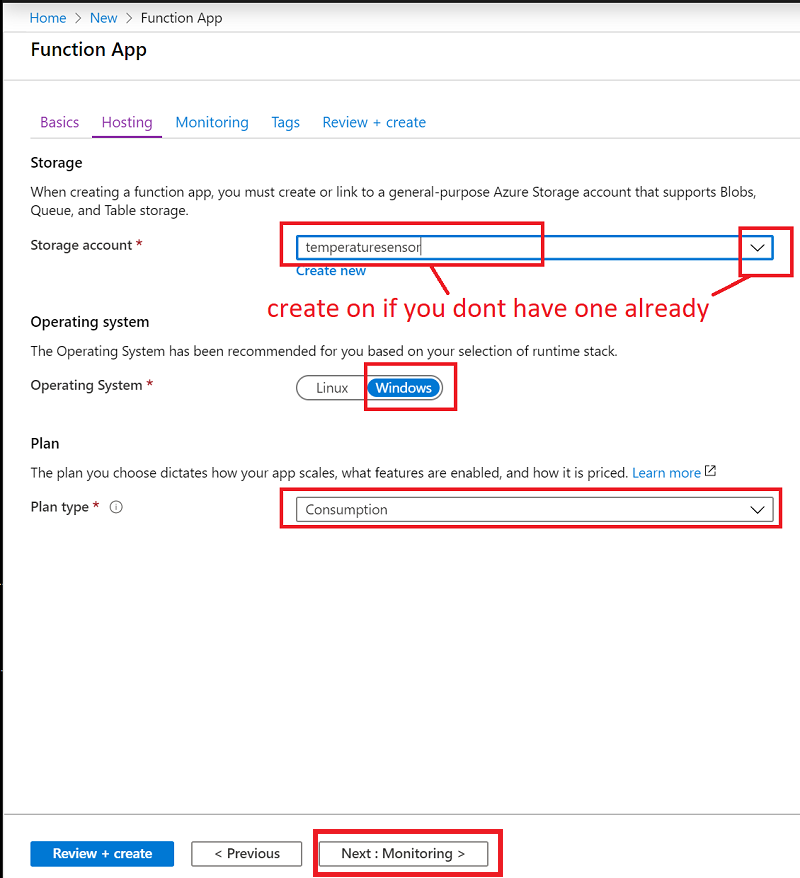 Home > New > Function App
Function App
Basics Hosting Monitoring Tags Review + create
Storage
When creating a function app, you must create or link to a general-purpose Azure Storage account that supports Blobs,
Queue, and Table storage.
Storage account * temperaturesensor
Create new
create on if you dont have one already
Operating system
The Operating System has been recommended for you based on your selection of runtime stack.
Operating System * Linux Windows
Plan
The plan you choose dictates how your app scales, what features are enabled, and how it is priced. Learn more
Plan type * Consumption
Review + create < Previous Next : Monitoring >